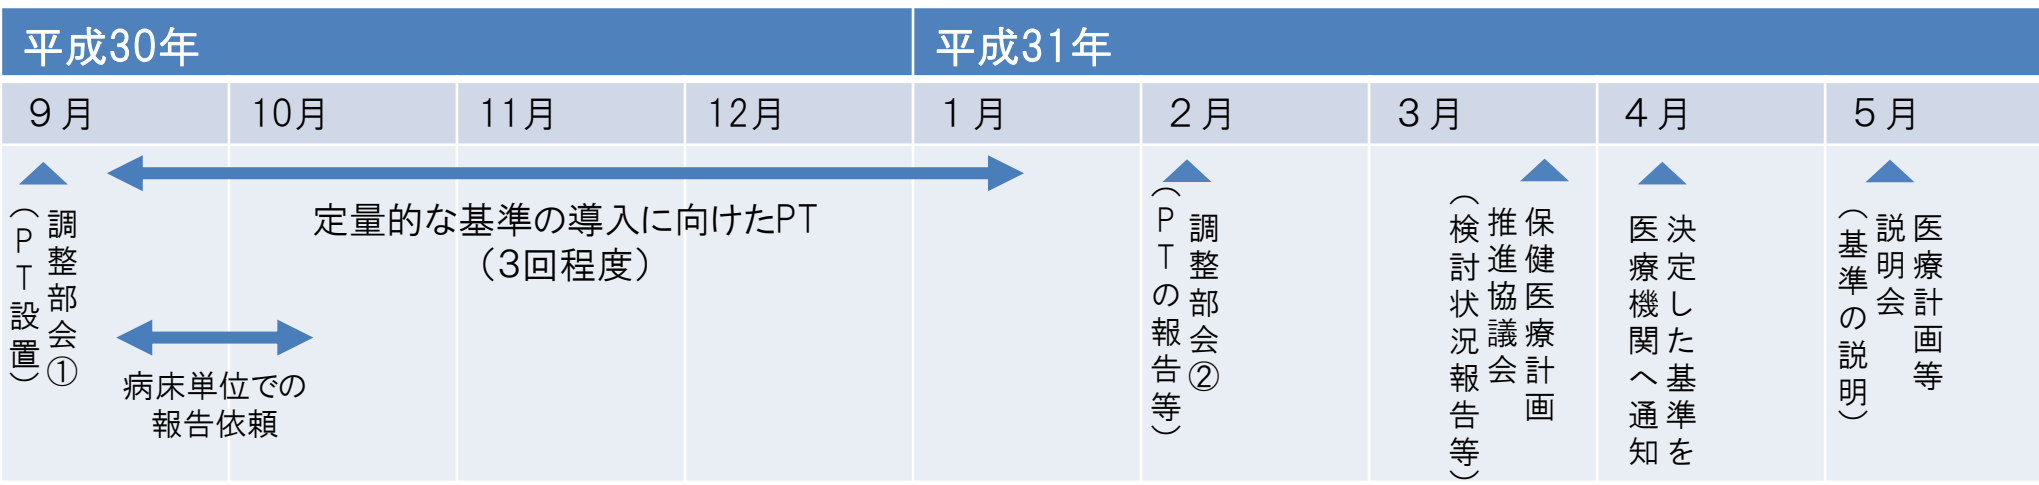 平成30年
平成31年
９月
10月
11月
12月
１月
２月
３月
４月
５月
調整部会①
（ＰＴ設置）
定量的な基準の導入に向けたPT
（3回程度）
病床単位での
報告依頼
調整部会②
（ＰＴの報告等）
保健医療計画
推進協議会
（検討状況報告等）
決定した基準を
医療機関へ通知
医療計画等
説明会
（基準の説明）